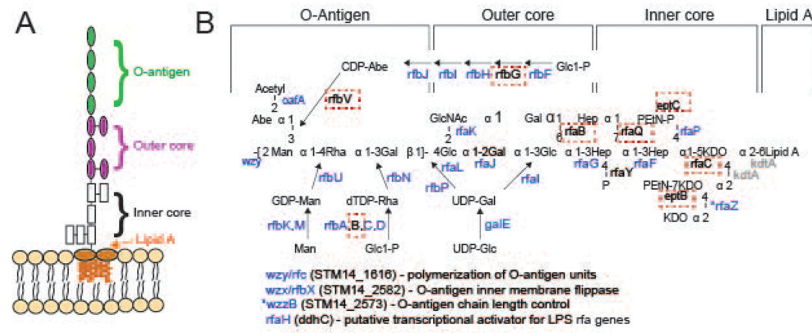 A
O-antigen
Outer core
Inner core
Lipid A
B
O-Antigen Outer core Inner core Lipid A
CDP-Abe rfbJ rfbI rfbH rfbG rfbF Glc1-P
Acetyl
2 oafA rfbV eptC
Abe α 1 GlcNAc α 1 Gal α 1 Hep α 1 PEtN-P
3 2 rfaK 6 rfaB 7 rfaQ 4 rfaP
-[2 Man α 1-4Rha α 1-3Gal β 1]- 4Glc α 1-2Gal α 1-3Glc α 1-3Hep α 1-3Hep α 1-5KDO α 2-6Lipid A
wzy rfbU rfbN rfaL rfaJ rfaI rfaG 4 rfaY rfaF rfaC 4 kdtA
rfbP P kdtA
GDP-Man dTDP-Rha UDP-Gal PEtN-7KDO α 2
rfbK,M rfbA,B,C,D galE eptB 4 *rfaZ
KDO α 2
Man Glc1-P UDP-Glc
wzy/rfc (STM14_1616) - polymerization of O-antigen units
wzx/rfbX (STM14_2582) - O-antigen inner membrane flippase
*wzzB (STM14_2573) - O-antigen chain length control
rfaH (ddhC) - putative transcriptional activator for LPS rfa genes